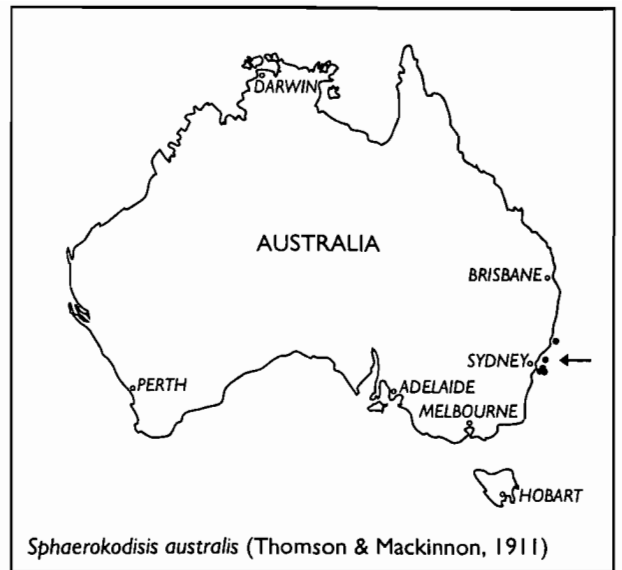 DARWIN
AUSTRALIA
BRISBANE
SYDNEY
PERTH
ADELAIDE
MELBOURNE
HOBART
Sphaerokodisis australis (Thomson & Mackinnon, 1911)